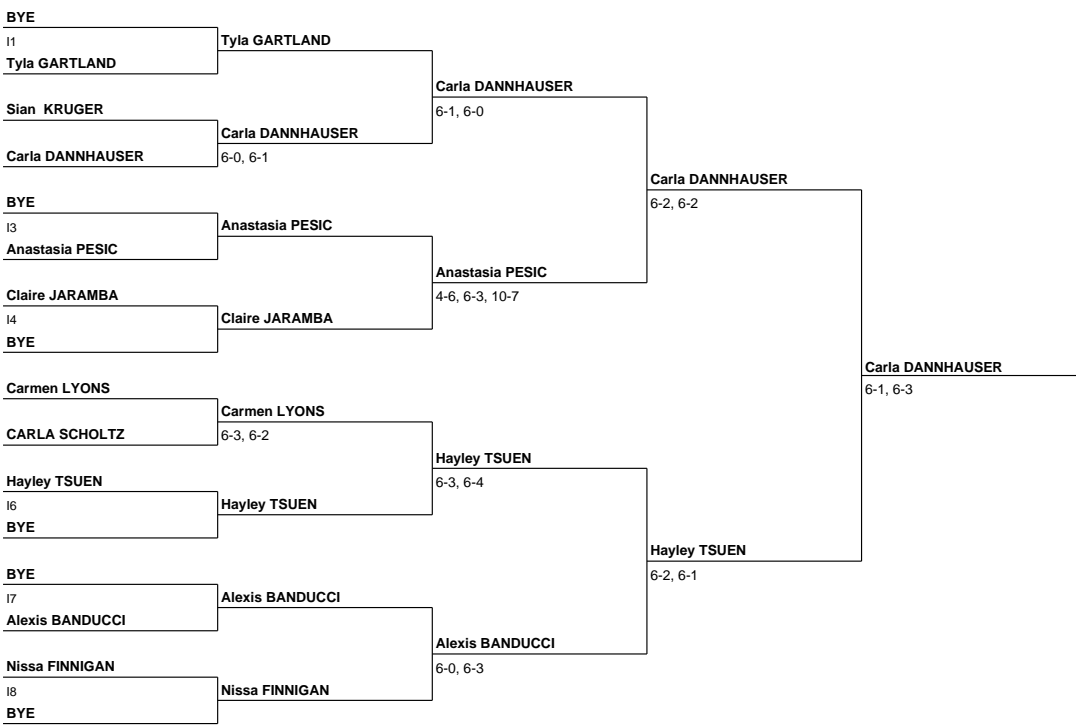 BYE
I1
Tyla GARTLAND
Tyla GARTLAND
Sian KRUGER
Carla DANNHAUSER
Carla DANNHAUSER
6-0, 6-1
Carla DANNHAUSER
6-1, 6-0
BYE
I3
Anastasia PESIC
Anastasia PESIC
Claire JARAMBA
I4
BYE
Claire JARAMBA
Anastasia PESIC
4-6, 6-3, 10-7
Carla DANNHAUSER
6-2, 6-2
Carmen LYONS
CARLA SCHOLTZ
Carmen LYONS
6-3, 6-2
Hayley TSUEN
I6
BYE
Hayley TSUEN
Hayley TSUEN
6-3, 6-4
BYE
I7
Alexis BANDUCCI
Alexis BANDUCCI
Nissa FINNIGAN
I8
BYE
Nissa FINNIGAN
Alexis BANDUCCI
6-0, 6-3
Hayley TSUEN
6-2, 6-1
Carla DANNHAUSER
6-1, 6-3